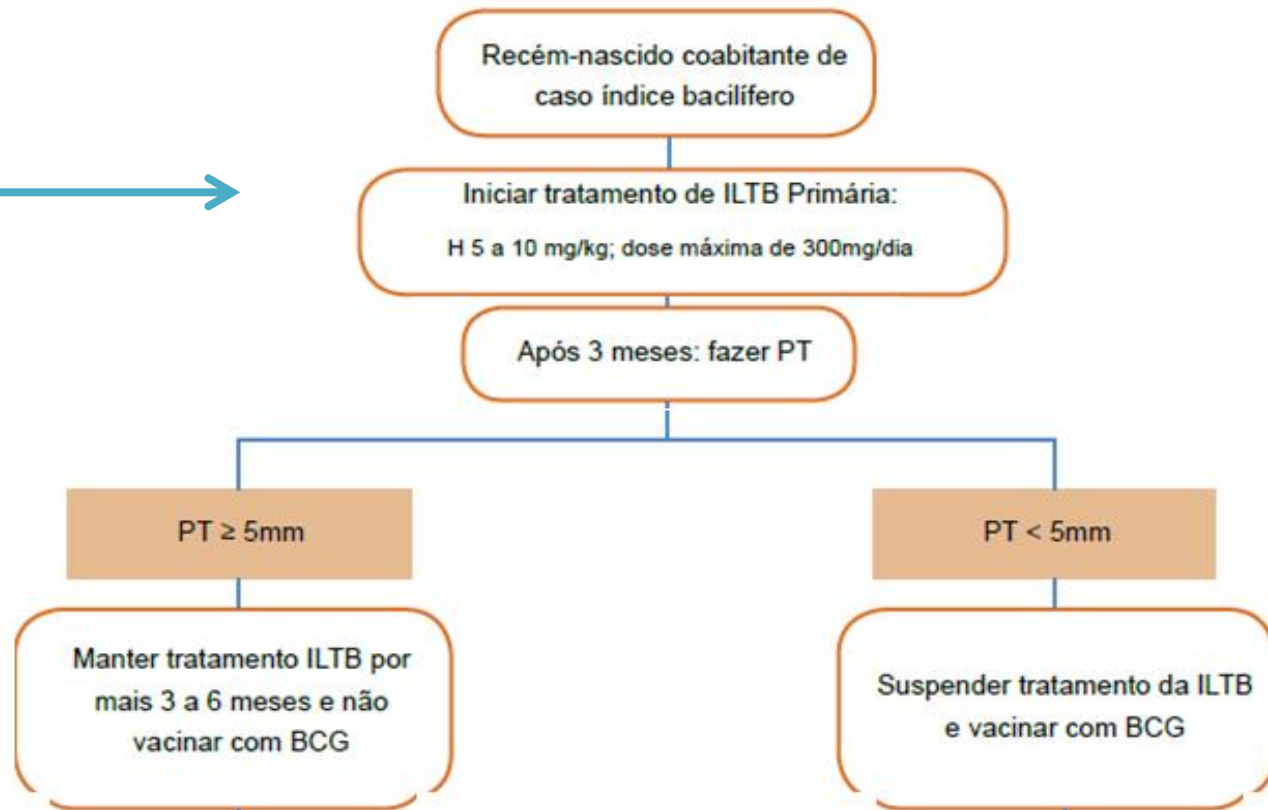 Recém-nascido coabitante de
caso índice bacilífero
Iniciar tratamento de ILTB Primária:
H 5 a 10 mg/kg; dose máxima de 300mg/dia
Após 3 meses: fazer PT
PT ≥ 5mm
PT < 5mm
Manter tratamento ILTB por
mais 3 a 6 meses e não
vacinar com BCG
Suspender tratamento da ILTB
e vacinar com BCG